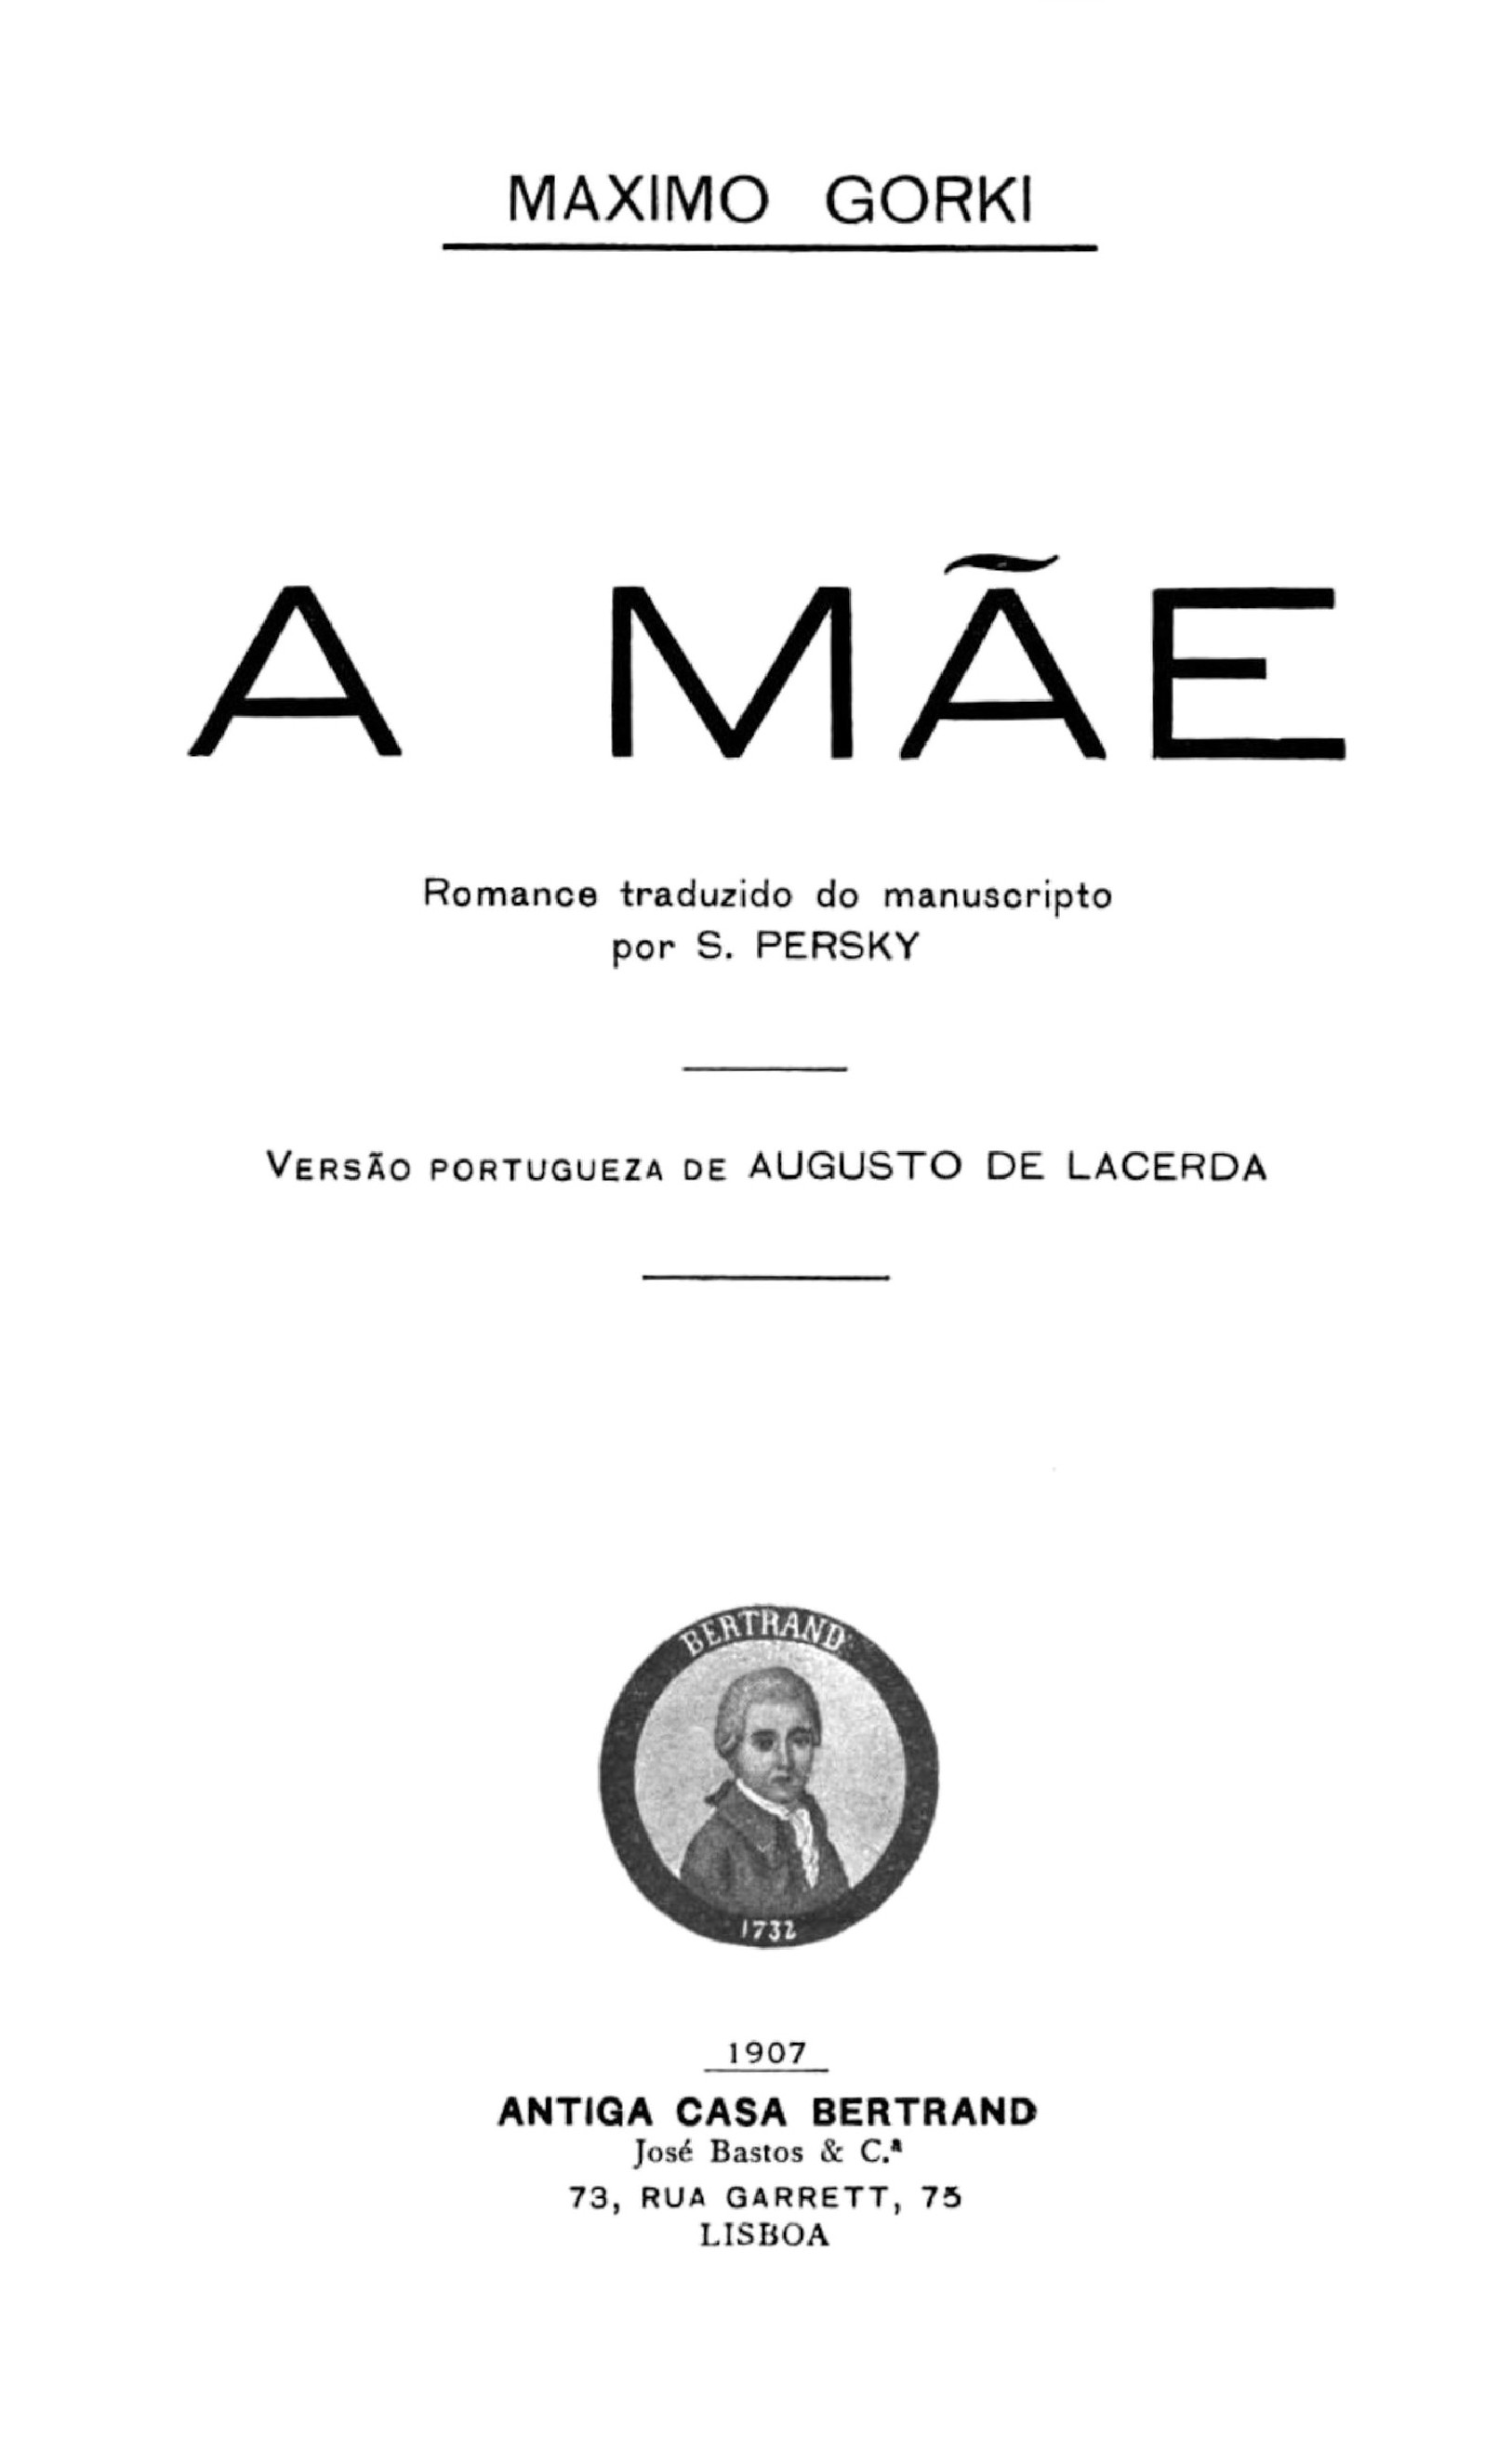 MAXIMO GORKI
A MÃE
Romance traduzido do manuscripto
por S. PERSKY
VERSÃO PORTUGUEZA DE AUGUSTO DE LACERDA
BERTRAND
1732
1907
ANTIGA CASA BERTRAND
José Bastos & C.ª
73, RUA GARRETT, 75
LISBOA